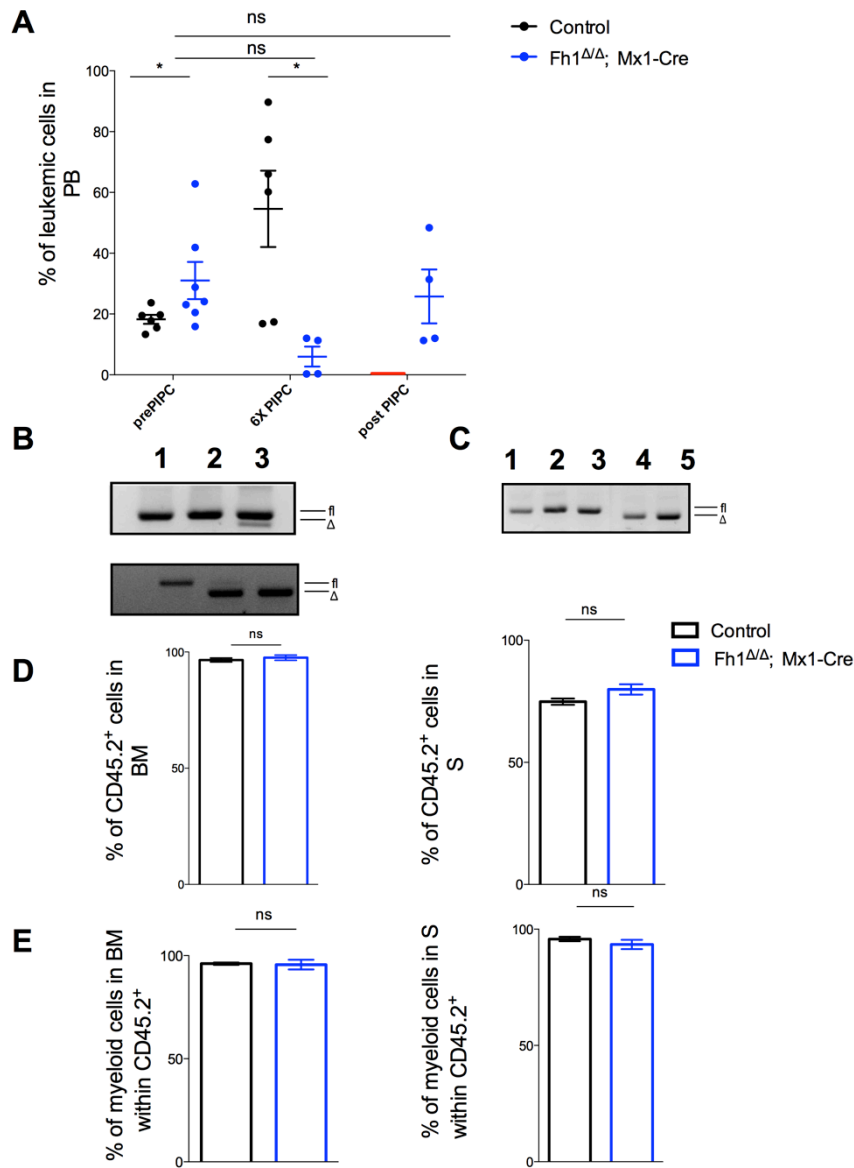 A
ns
ns
*
*
Control
Fh1Δ/Δ; Mx1-Cre
% of leukemic cells in
PB
100
80
60
40
20
0
prePIPC
6X PIPC
post PIPC
B
1 2 3
fl
Δ
fl
Δ
C
1 2 3 4 5
fl
Δ
D
% of CD45.2+ cells in
BM
100
50
0
ns
% of CD45.2+ cells in
S
100
50
0
ns
Control
Fh1Δ/Δ; Mx1-Cre
E
% of myeloid cells in BM
within CD45.2+
100
50
0
ns
% of myeloid cells in S
within CD45.2+
100
50
0
ns